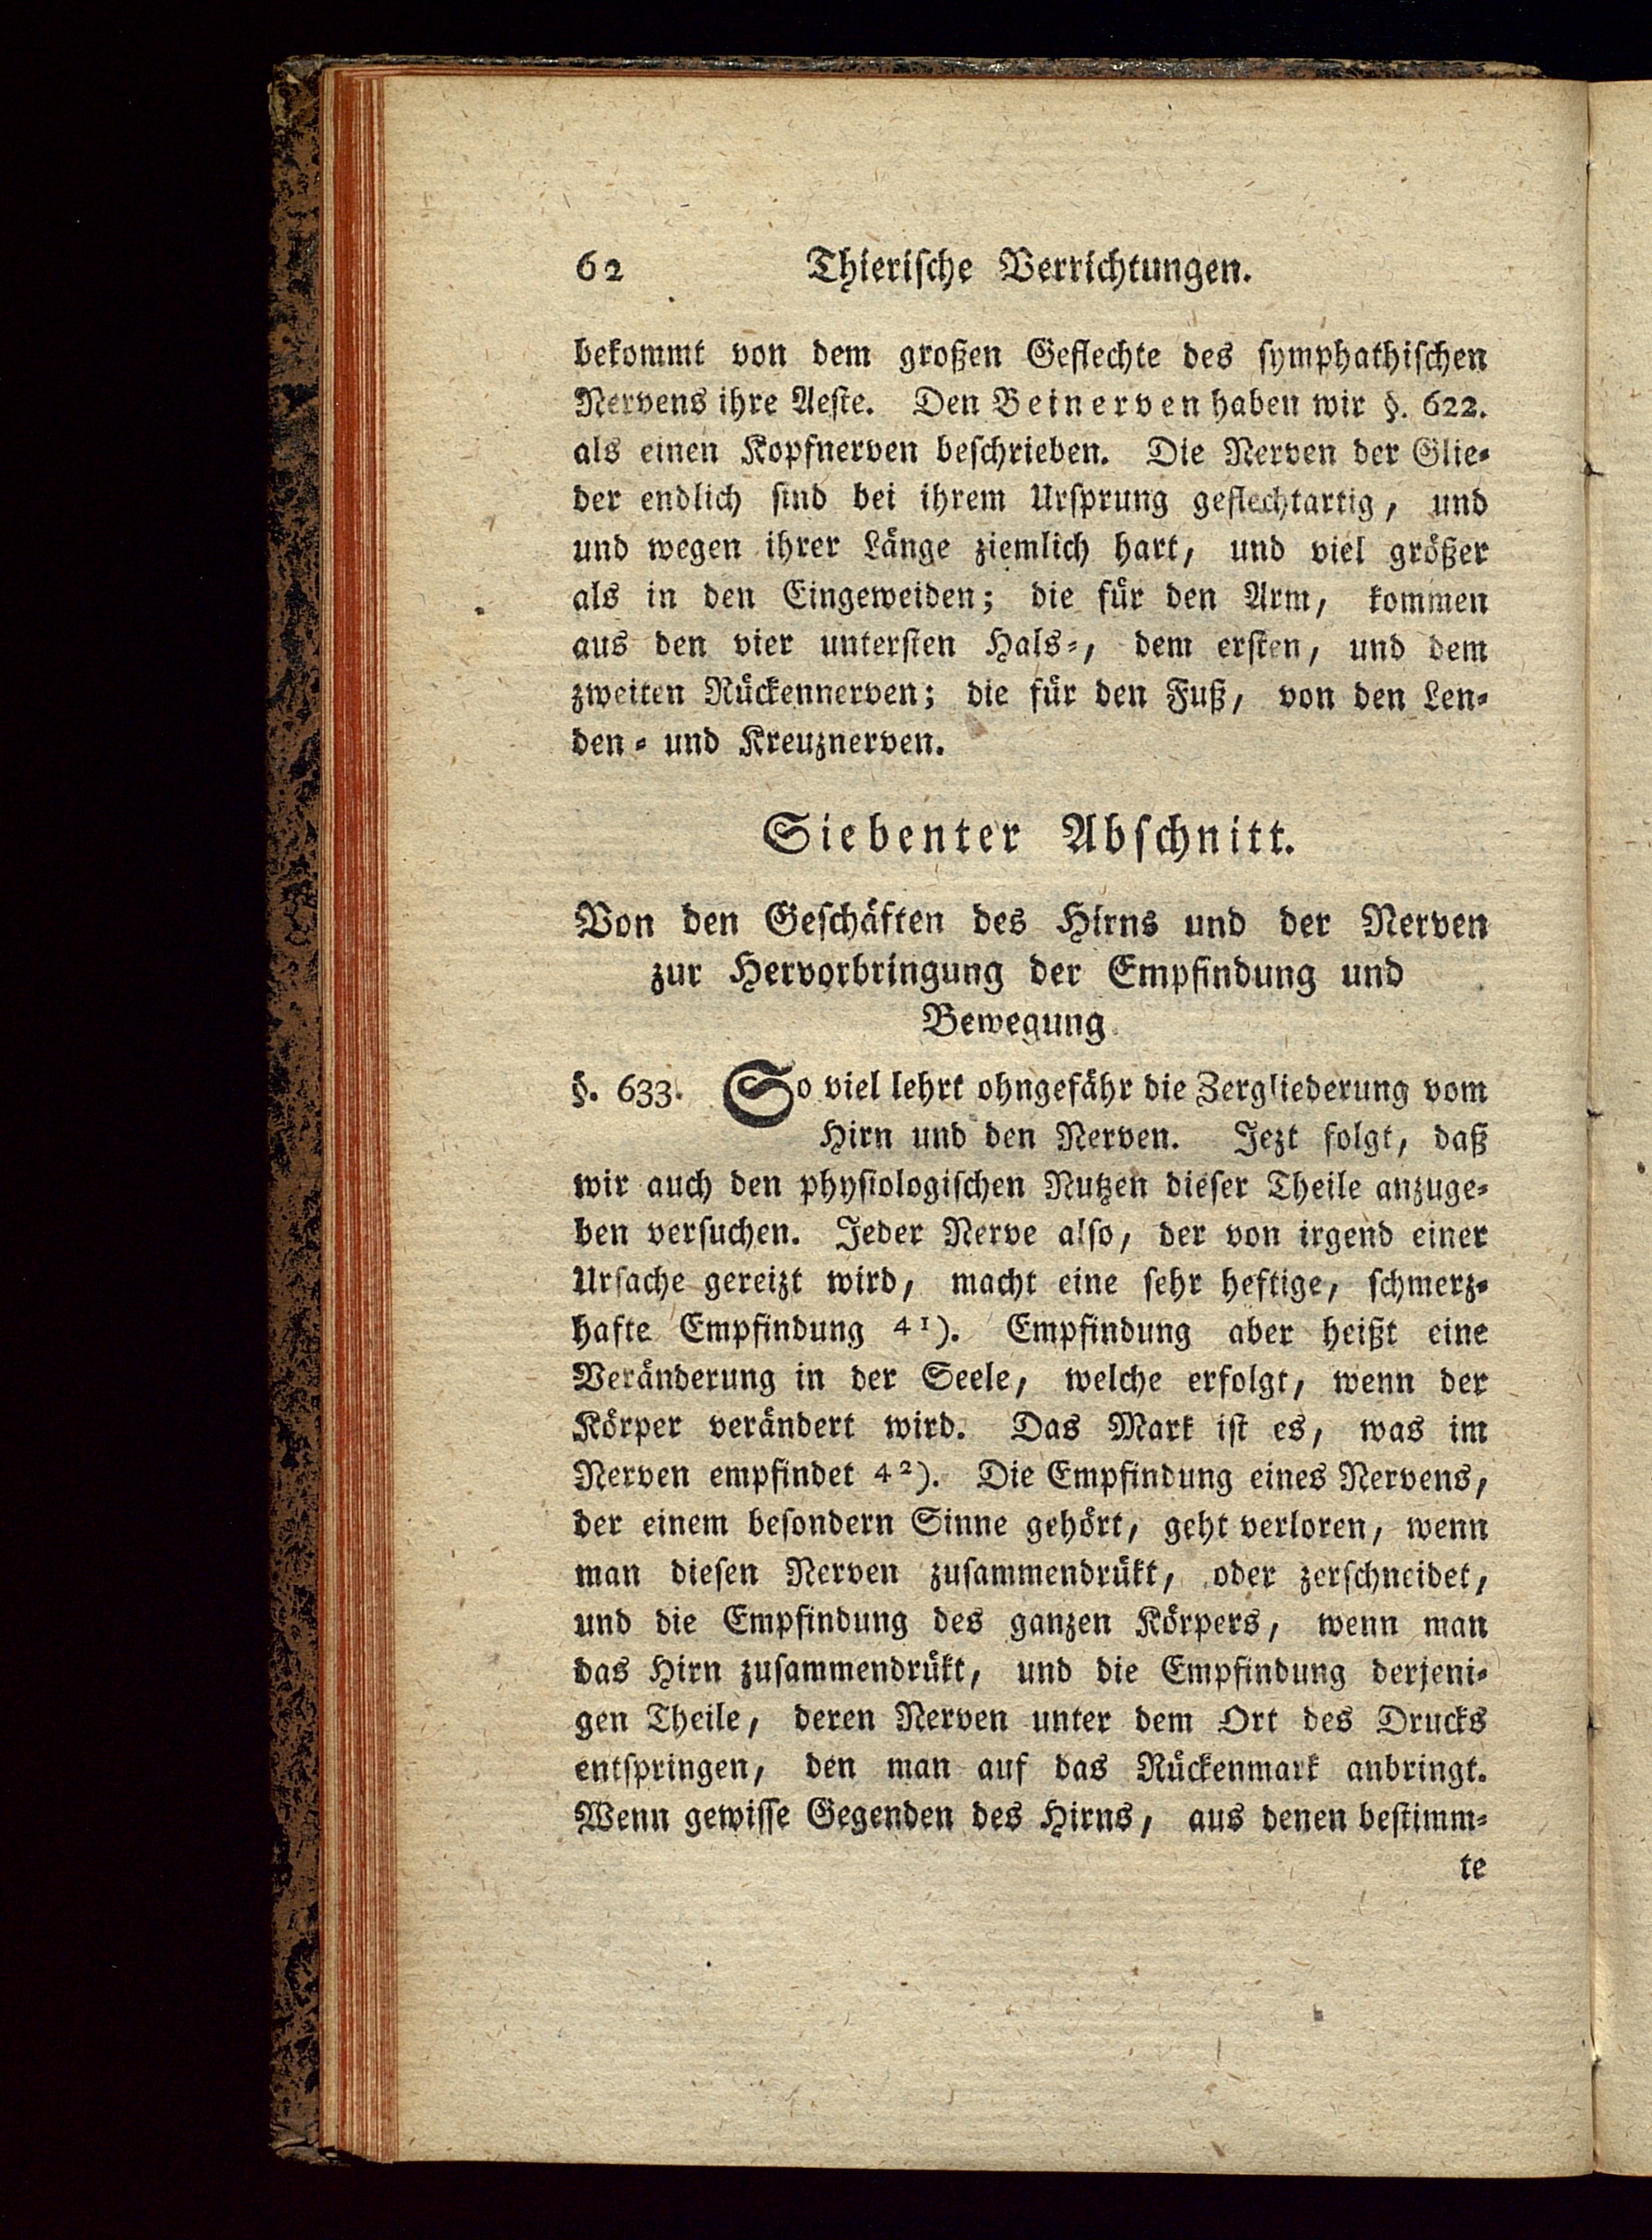 62 Thierische Verrichtungen.
bekommt von dem großen Geflechte des symphathischen
Nervens ihre Aeste. Den Beinerven haben wir §. 622.
als einen Kopfnerven beschrieben. Die Nerven der Glie-
der endlich sind bei ihrem Ursprung geflechtartig, und
und wegen ihrer Länge ziemlich hart, und viel größer
als in den Eingeweiden; die für den Arm, kommen
aus den vier untersten Hals-, dem ersten, und dem
zweiten Rückennerven; die für den Fuß, von den Len-
den- und Kreuznerven.
Siebenter Abschnitt.
Von den Geschäften des Hirns und der Nerven
zur Hervorbringung der Empfindung und
Bewegung.
§. 633. So viel lehrt ohngefähr die Zergliederung vom
Hirn und den Nerven. Jezt folgt, daß
wir auch den physiologischen Nutzen dieser Theile anzuge-
ben versuchen. Jeder Nerve also, der von irgend einer
Ursache gereizt wird, macht eine sehr heftige, schmerz-
hafte Empfindung 41). Empfindung aber heißt eine
Veränderung in der Seele, welche erfolgt, wenn der
Körper verändert wird. Das Mark ist es, was im
Nerven empfindet 42). Die Empfindung eines Nervens,
der einem besondern Sinne gehört, geht verloren, wenn
man diesen Nerven zusammendrükt, oder zerschneidet,
und die Empfindung des ganzen Körpers, wenn man
das Hirn zusammendrükt, und die Empfindung derjeni-
gen Theile, deren Nerven unter dem Ort des Drucks
entspringen, den man auf das Rückenmark anbringt.
Wenn gewisse Gegenden des Hirns, aus denen bestimm-
te